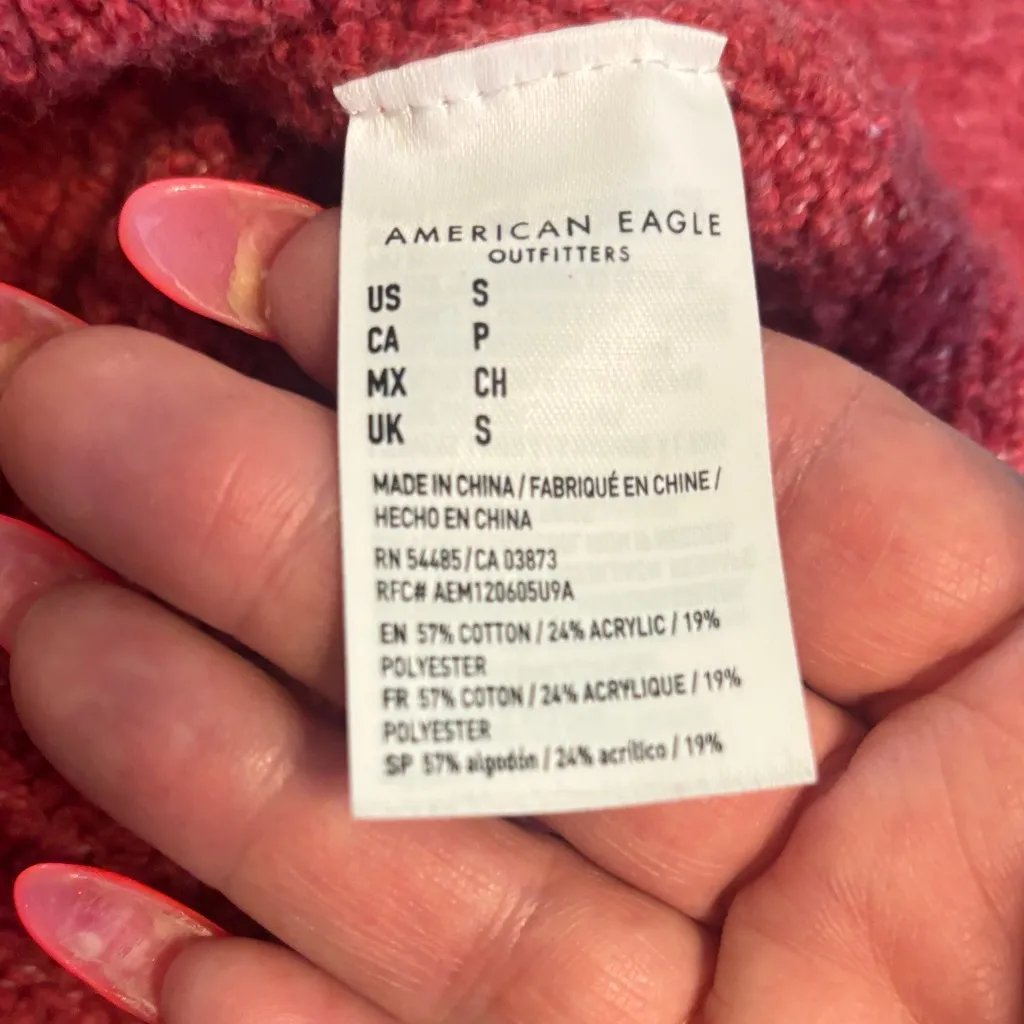 AMERICAN EAGLE
OUTFITTERS
US S
CA P
MX CH
UK S
MADE IN CHINA / FABRIQUÉ EN CHINE /
HECHO EN CHINA
RN 54485/CA 03873
RFC# AEM120605U9A
EN 57% COTTON / 24% ACRYLIC / 19%
POLYESTER
FR 57% COTON / 24% ACRYLIQUE / 19%
POLYESTER
SP 57% algodón / 24% acrílico / 19%